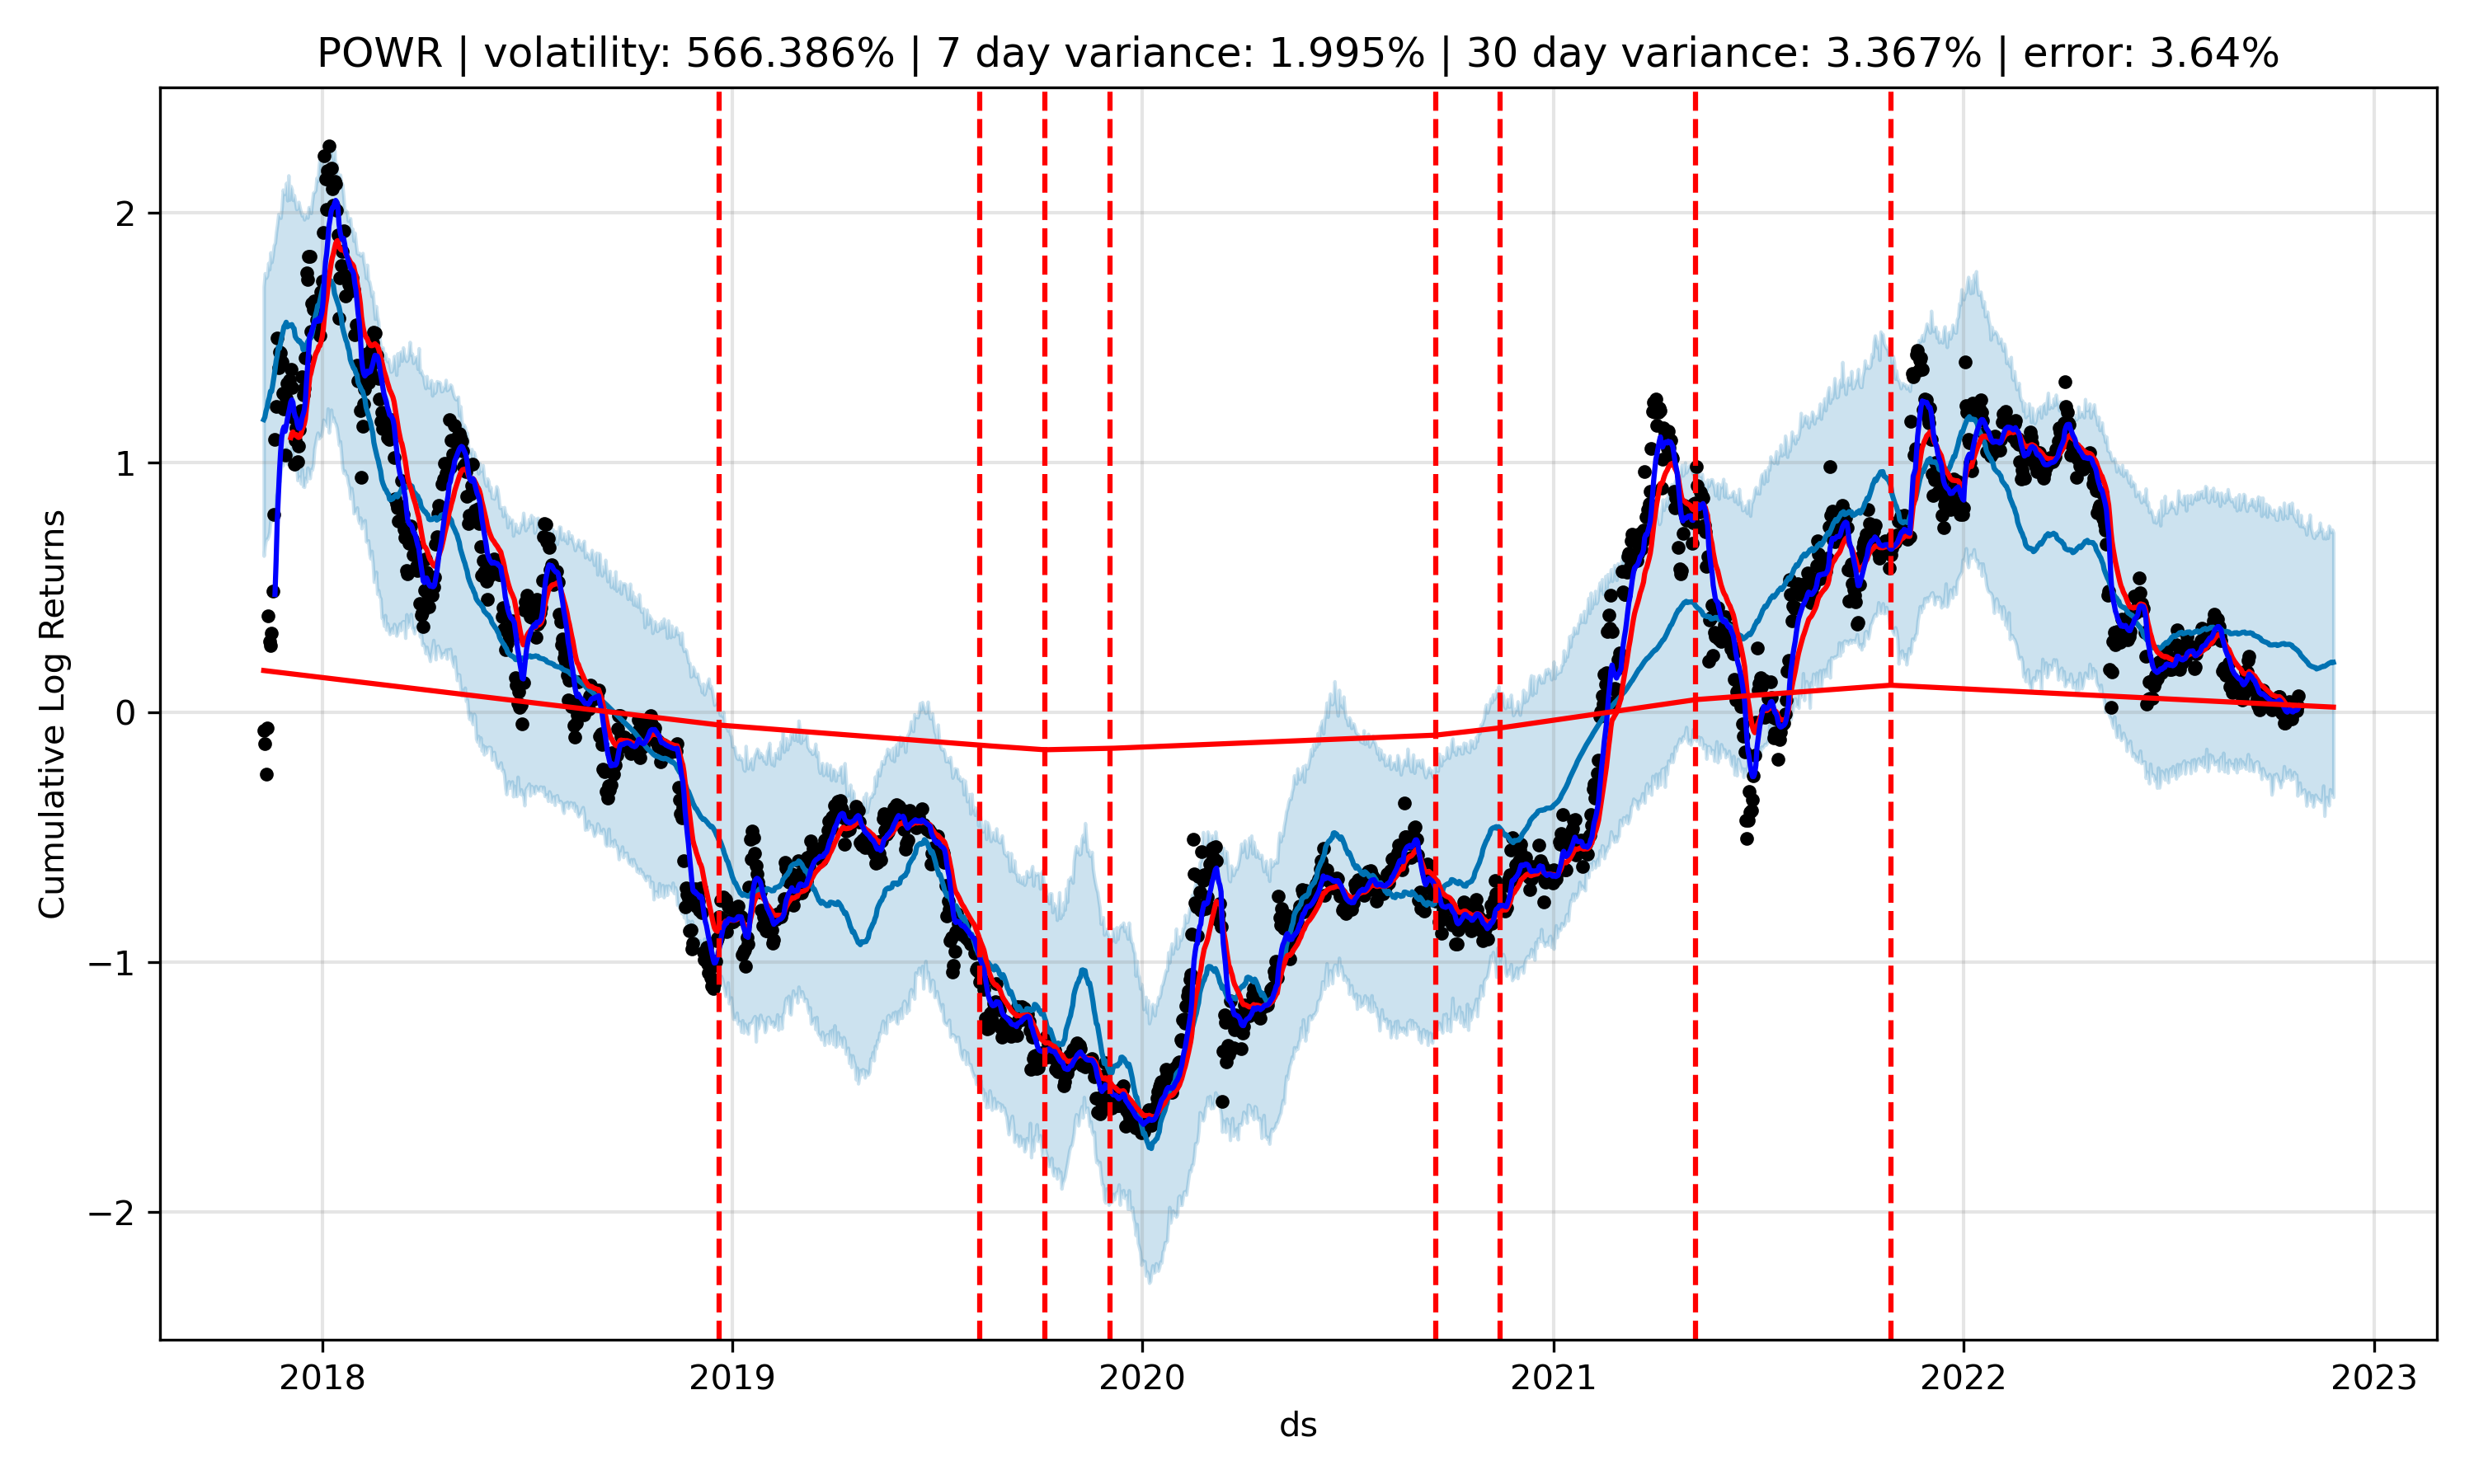 POWR | volatility: 566.386% | 7 day variance: 1.995% | 30 day variance: 3.367% | error: 3.64%
Cumulative Log Returns
2
1
0
−1
−2
2018 2019 2020 2021 2022 2023
ds